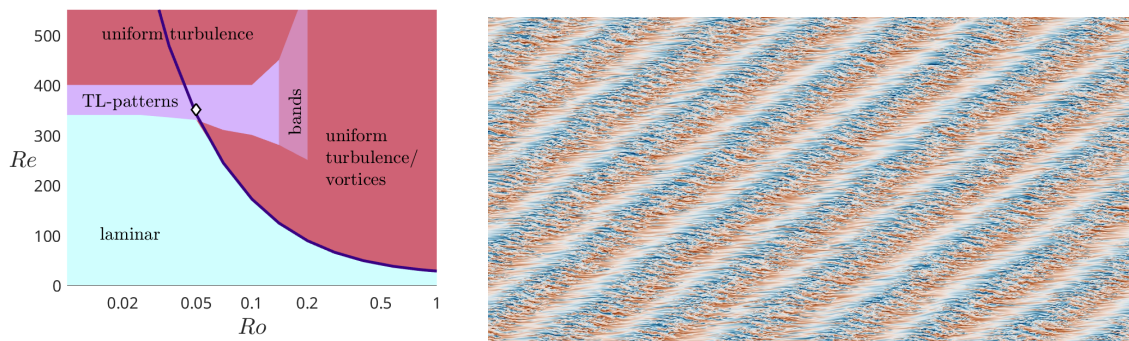 500
uniform turbulence
400
TL-patterns
bands
300
Re
uniform
turbulence/
vortices
200
100
laminar
0
0.02 0.05 0.1 0.2 0.5 1
Ro